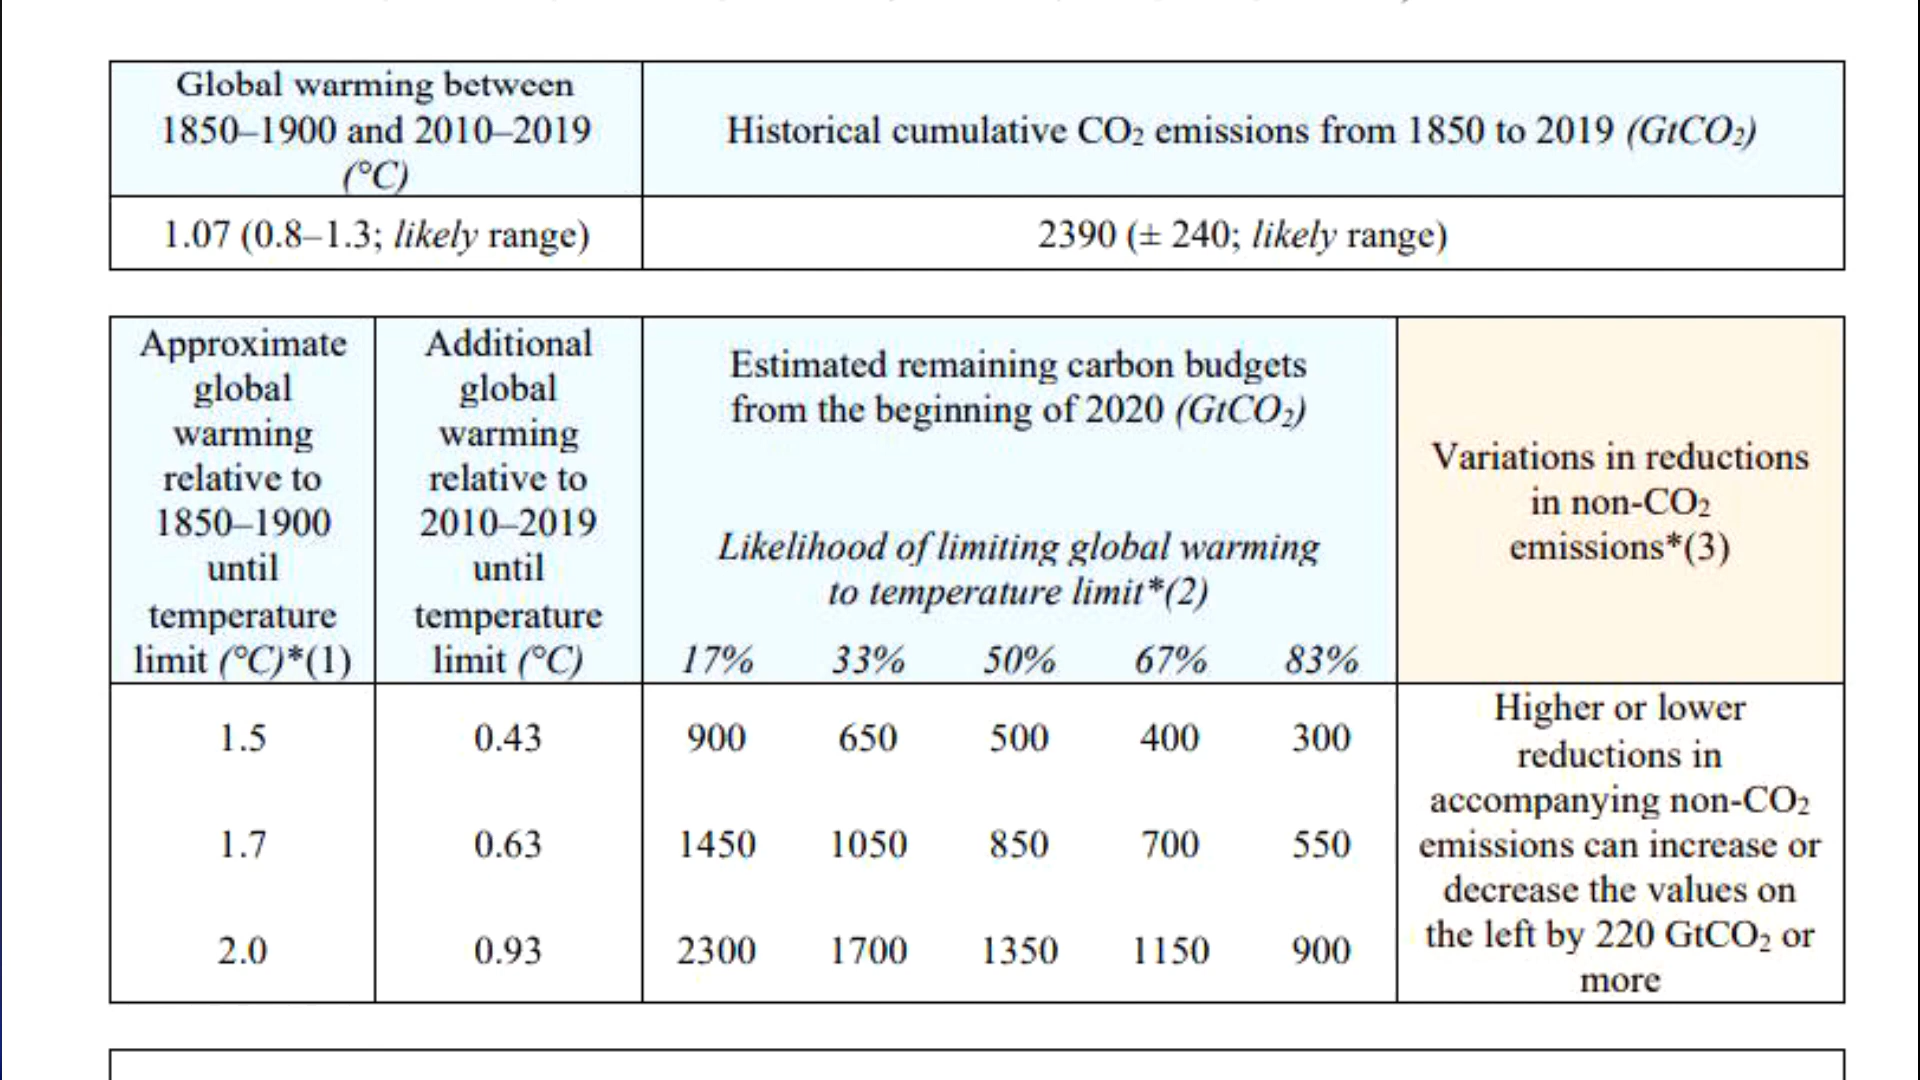 Global warming between
1850–1900 and 2010–2019
(°C)
Historical cumulative CO₂ emissions from 1850 to 2019 (GtCO₂)
1.07 (0.8–1.3; likely range)
2390 (± 240; likely range)
Approximate
global
warming
relative to
1850–1900
until
temperature
limit (°C)*(1)
Additional
global
warming
relative to
2010–2019
until
temperature
limit (°C)
Estimated remaining carbon budgets
from the beginning of 2020 (GtCO₂)
Likelihood of limiting global warming
to temperature limit*(2)
17% 33% 50% 67% 83%
Variations in reductions
in non-CO₂
emissions*(3)
1.5 0.43 900 650 500 400 300
1.7 0.63 1450 1050 850 700 550
2.0 0.93 2300 1700 1350 1150 900
Higher or lower
reductions in
accompanying non-CO₂
emissions can increase or
decrease the values on
the left by 220 GtCO₂ or
more